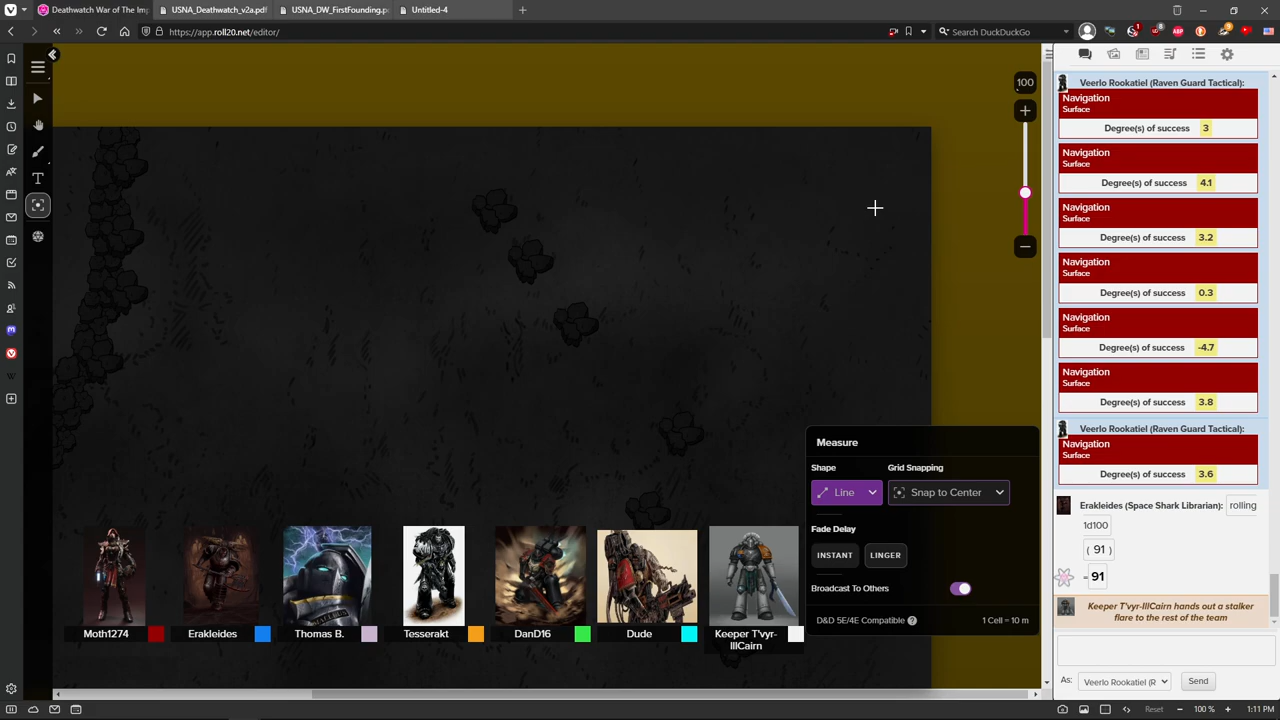 Deathwatch War of The Imp
USNA_Deathwatch_v2a.pdf
USNA_DW_FirstFounding.p
Untitled-4
https://app.roll20.net/editor/
Search DuckDuckGo
100
Veerlo Rookatiel (Raven Guard Tactical):
Navigation
Surface
Degree(s) of success 3
Navigation
Surface
Degree(s) of success 4.1
Navigation
Surface
Degree(s) of success 3.2
Navigation
Surface
Degree(s) of success 0.3
Navigation
Surface
Degree(s) of success -4.7
Navigation
Surface
Degree(s) of success 3.8
Veerlo Rookatiel (Raven Guard Tactical):
Navigation
Surface
Degree(s) of success 3.6
Erakleides (Space Shark Librarian): rolling
1d100
( 91 )
= 91
Keeper T'vyr-lllCairn hands out a stalker
flare to the rest of the team
As: Veerlo Rookatiel (R Send
Measure
Shape Grid Snapping
Line Snap to Center
Fade Delay
INSTANT LINGER
Broadcast To Others
D&D 5E/4E Compatible 1 Cell = 10 m
Moth1274
Erakleides
Thomas B.
Tesserakt
DanD16
Dude
Keeper T'vyr-
lllCairn
Reset 100 % 1:11 PM